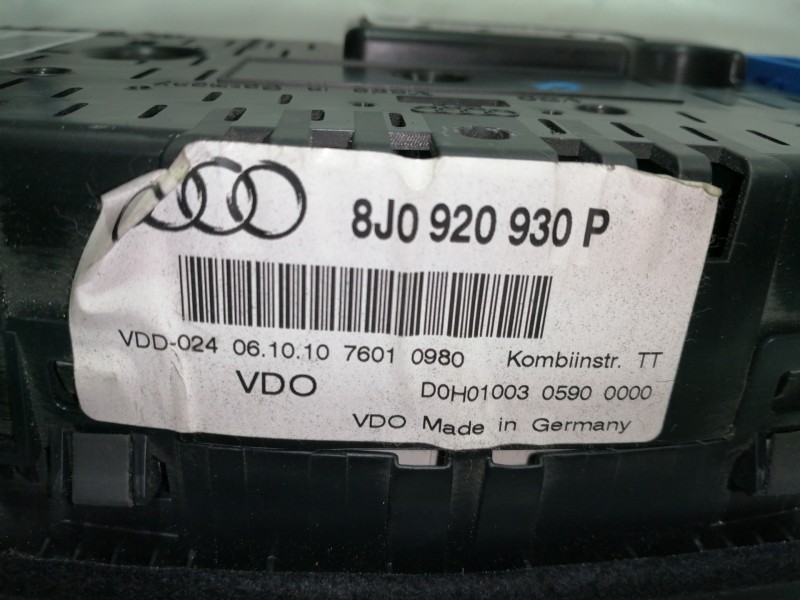 8J0 920 930 P
VDD-024 06.10.10 7601 0980 Kombiinstr. TT
VDO D0H01003 0590 0000
VDO Made in Germany